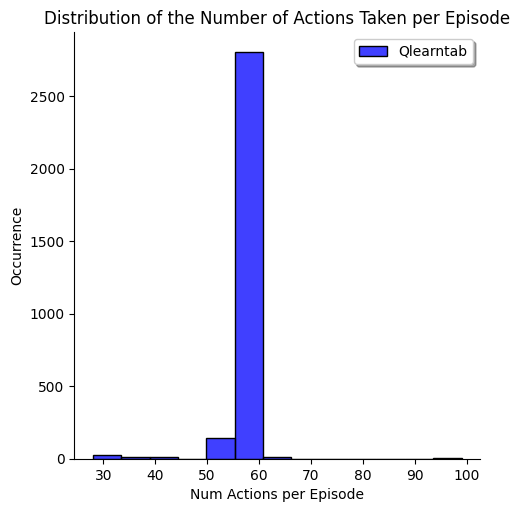 Distribution of the Number of Actions Taken per Episode
Qlearntab
Occurrence
2500
2000
1500
1000
500
0
30 40 50 60 70 80 90 100
Num Actions per Episode